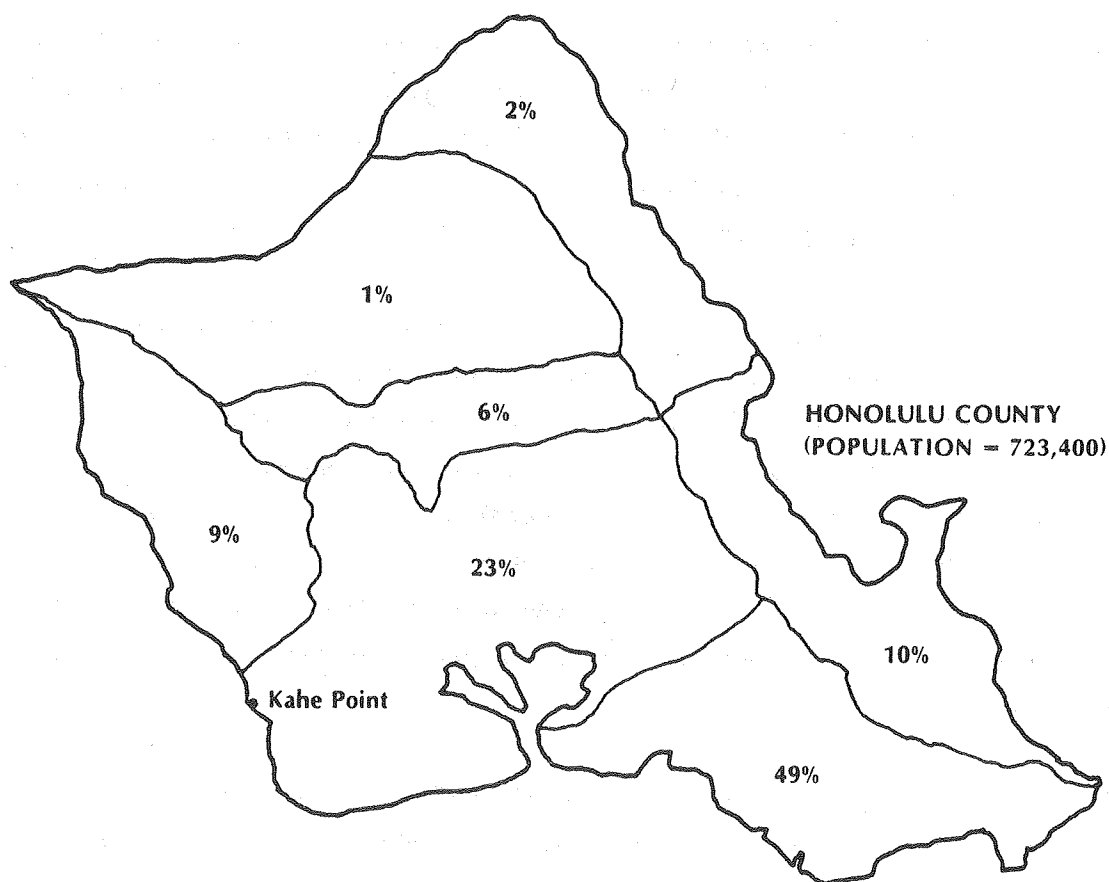 2%
1%
6%
HONOLULU COUNTY
(POPULATION = 723,400)
9%
23%
10%
Kahe Point
49%